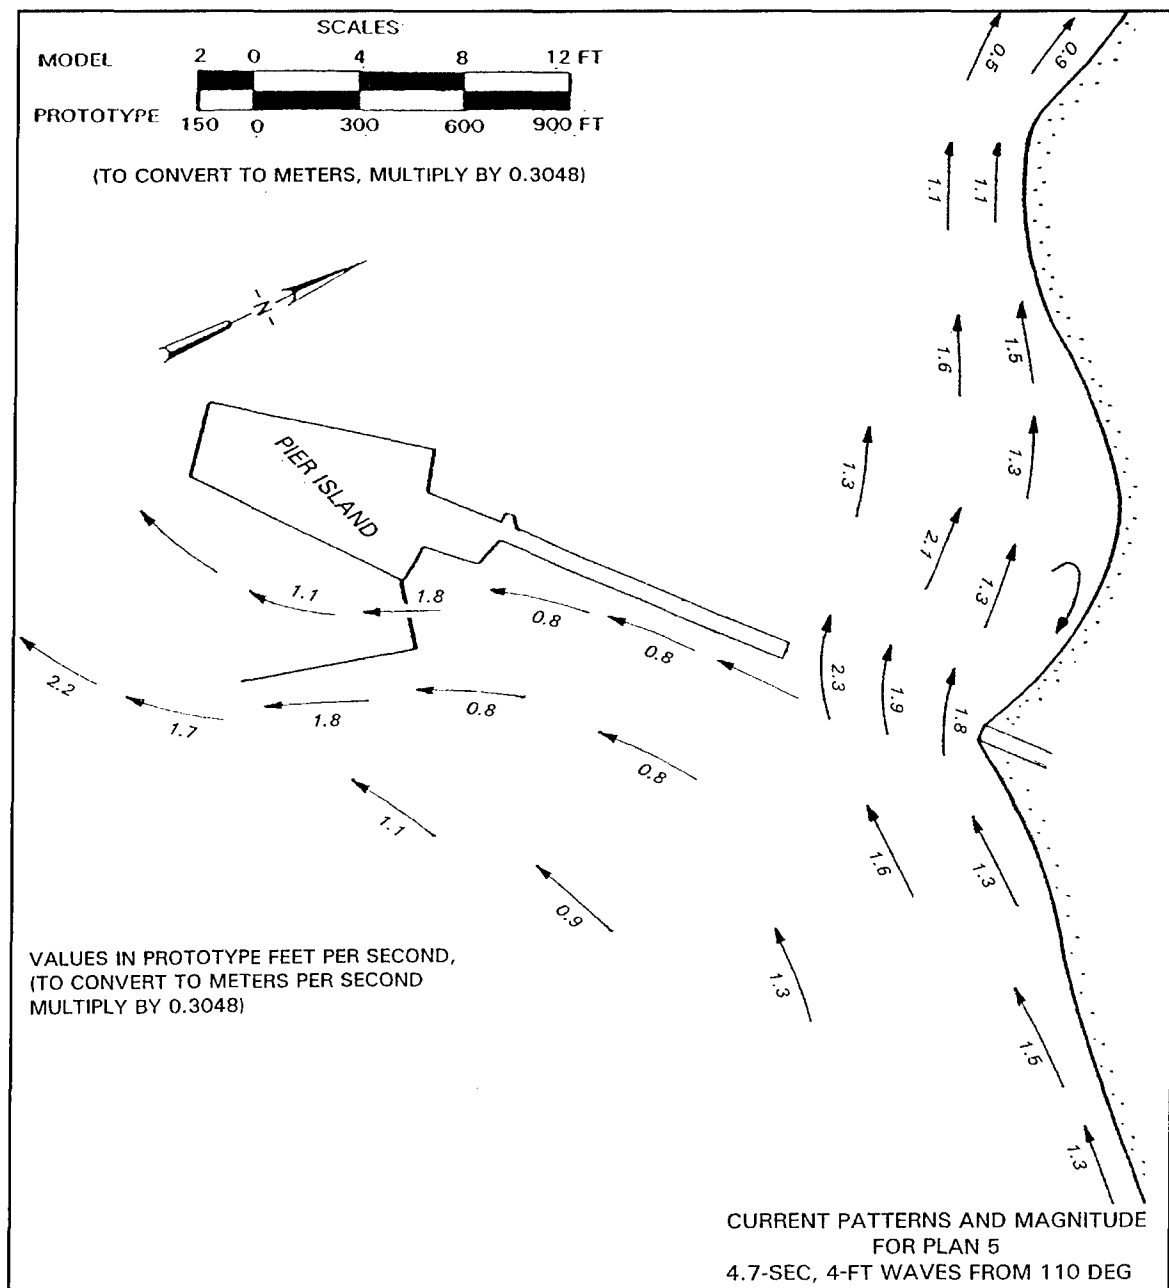 SCALES
MODEL 2 0 4 8 12 FT
PROTOTYPE 150 0 300 600 900 FT
(TO CONVERT TO METERS, MULTIPLY BY 0.3048)
0.5
0.9
1.1
1.1
-N-
1.6
1.5
PIER ISLAND
1.3
1.3
2.1
1.3
1.1
1.8
0.8
0.8
2.3
1.9
1.8
2.2
1.7
1.8
0.8
0.8
1.1
1.6
1.3
0.9
1.3
VALUES IN PROTOTYPE FEET PER SECOND,
(TO CONVERT TO METERS PER SECOND
MULTIPLY BY 0.3048)
1.5
1.3
CURRENT PATTERNS AND MAGNITUDE
FOR PLAN 5
4.7-SEC, 4-FT WAVES FROM 110 DEG